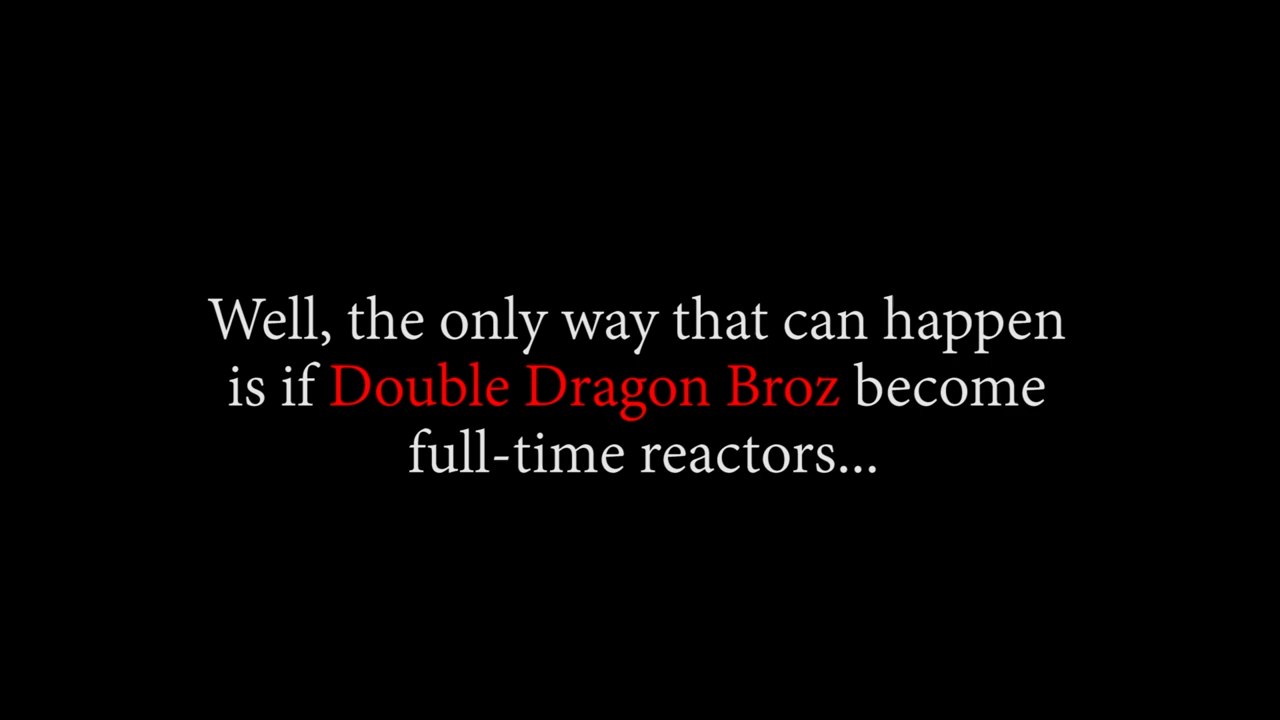 Well, the only way that can happen
is if Double Dragon Broz become
full-time reactors...